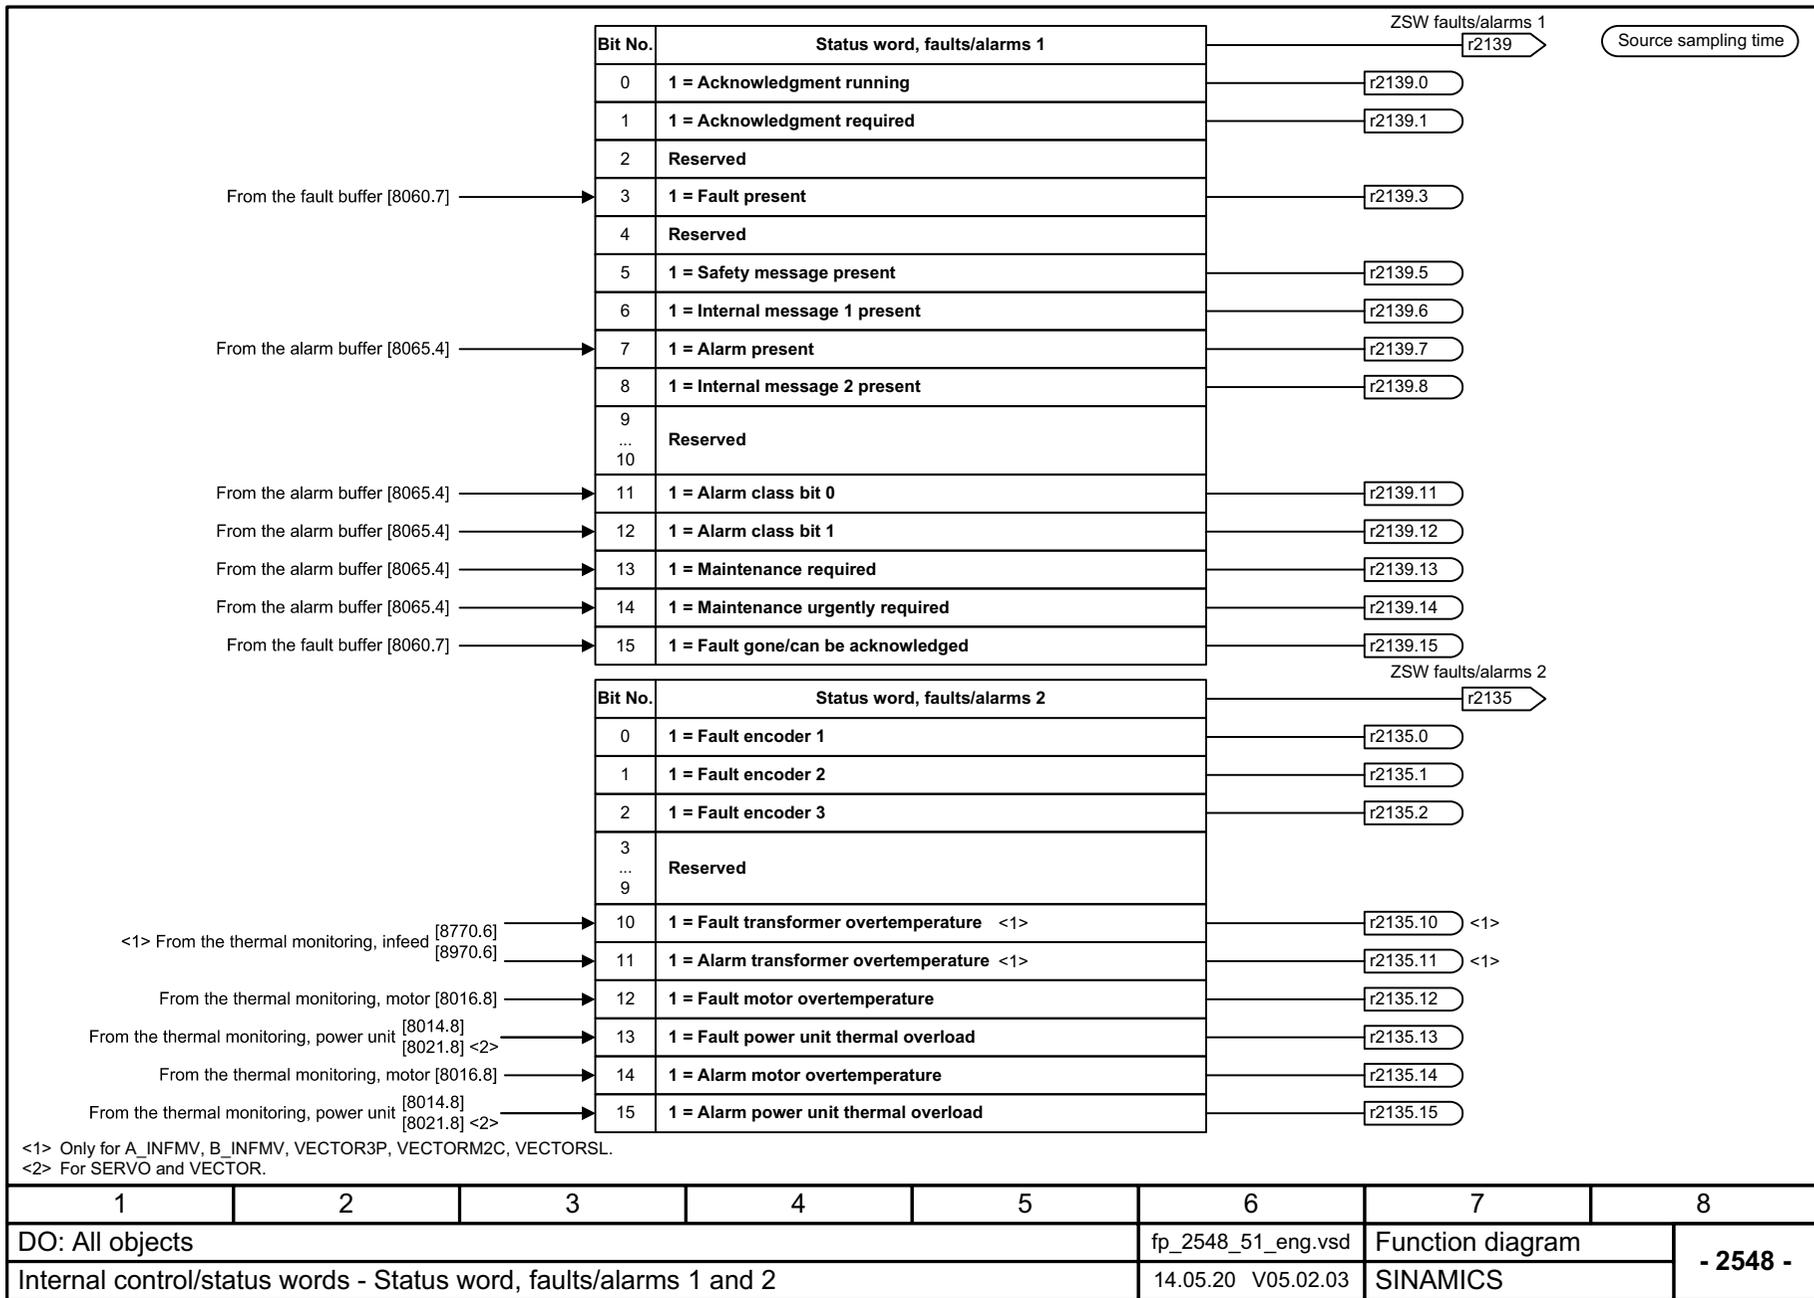 ZSW faults/alarms 1
Bit No. Status word, faults/alarms 1 r2139 Source sampling time
0 1 = Acknowledgment running r2139.0
1 1 = Acknowledgment required r2139.1
2 Reserved
From the fault buffer [8060.7] 3 1 = Fault present r2139.3
4 Reserved
5 1 = Safety message present r2139.5
6 1 = Internal message 1 present r2139.6
From the alarm buffer [8065.4] 7 1 = Alarm present r2139.7
8 1 = Internal message 2 present r2139.8
9
... Reserved
10
From the alarm buffer [8065.4] 11 1 = Alarm class bit 0 r2139.11
From the alarm buffer [8065.4] 12 1 = Alarm class bit 1 r2139.12
From the alarm buffer [8065.4] 13 1 = Maintenance required r2139.13
From the alarm buffer [8065.4] 14 1 = Maintenance urgently required r2139.14
From the fault buffer [8060.7] 15 1 = Fault gone/can be acknowledged r2139.15
ZSW faults/alarms 2
Bit No. Status word, faults/alarms 2 r2135
0 1 = Fault encoder 1 r2135.0
1 1 = Fault encoder 2 r2135.1
2 1 = Fault encoder 3 r2135.2
3
... Reserved
9
<1> From the thermal monitoring, infeed [8770.6] 10 1 = Fault transformer overtemperature <1> r2135.10 <1>
[8970.6] 11 1 = Alarm transformer overtemperature <1> r2135.11 <1>
From the thermal monitoring, motor [8016.8] 12 1 = Fault motor overtemperature r2135.12
From the thermal monitoring, power unit [8014.8]
[8021.8] <2> 13 1 = Fault power unit thermal overload r2135.13
From the thermal monitoring, motor [8016.8] 14 1 = Alarm motor overtemperature r2135.14
From the thermal monitoring, power unit [8014.8]
[8021.8] <2> 15 1 = Alarm power unit thermal overload r2135.15
<1> Only for A_INFMV, B_INFMV, VECTOR3P, VECTORM2C, VECTORSL.
<2> For SERVO and VECTOR.
1 2 3 4 5 6 7 8
DO: All objects fp_2548_51_eng.vsd Function diagram - 2548 -
Internal control/status words - Status word, faults/alarms 1 and 2 14.05.20 V05.02.03 SINAMICS